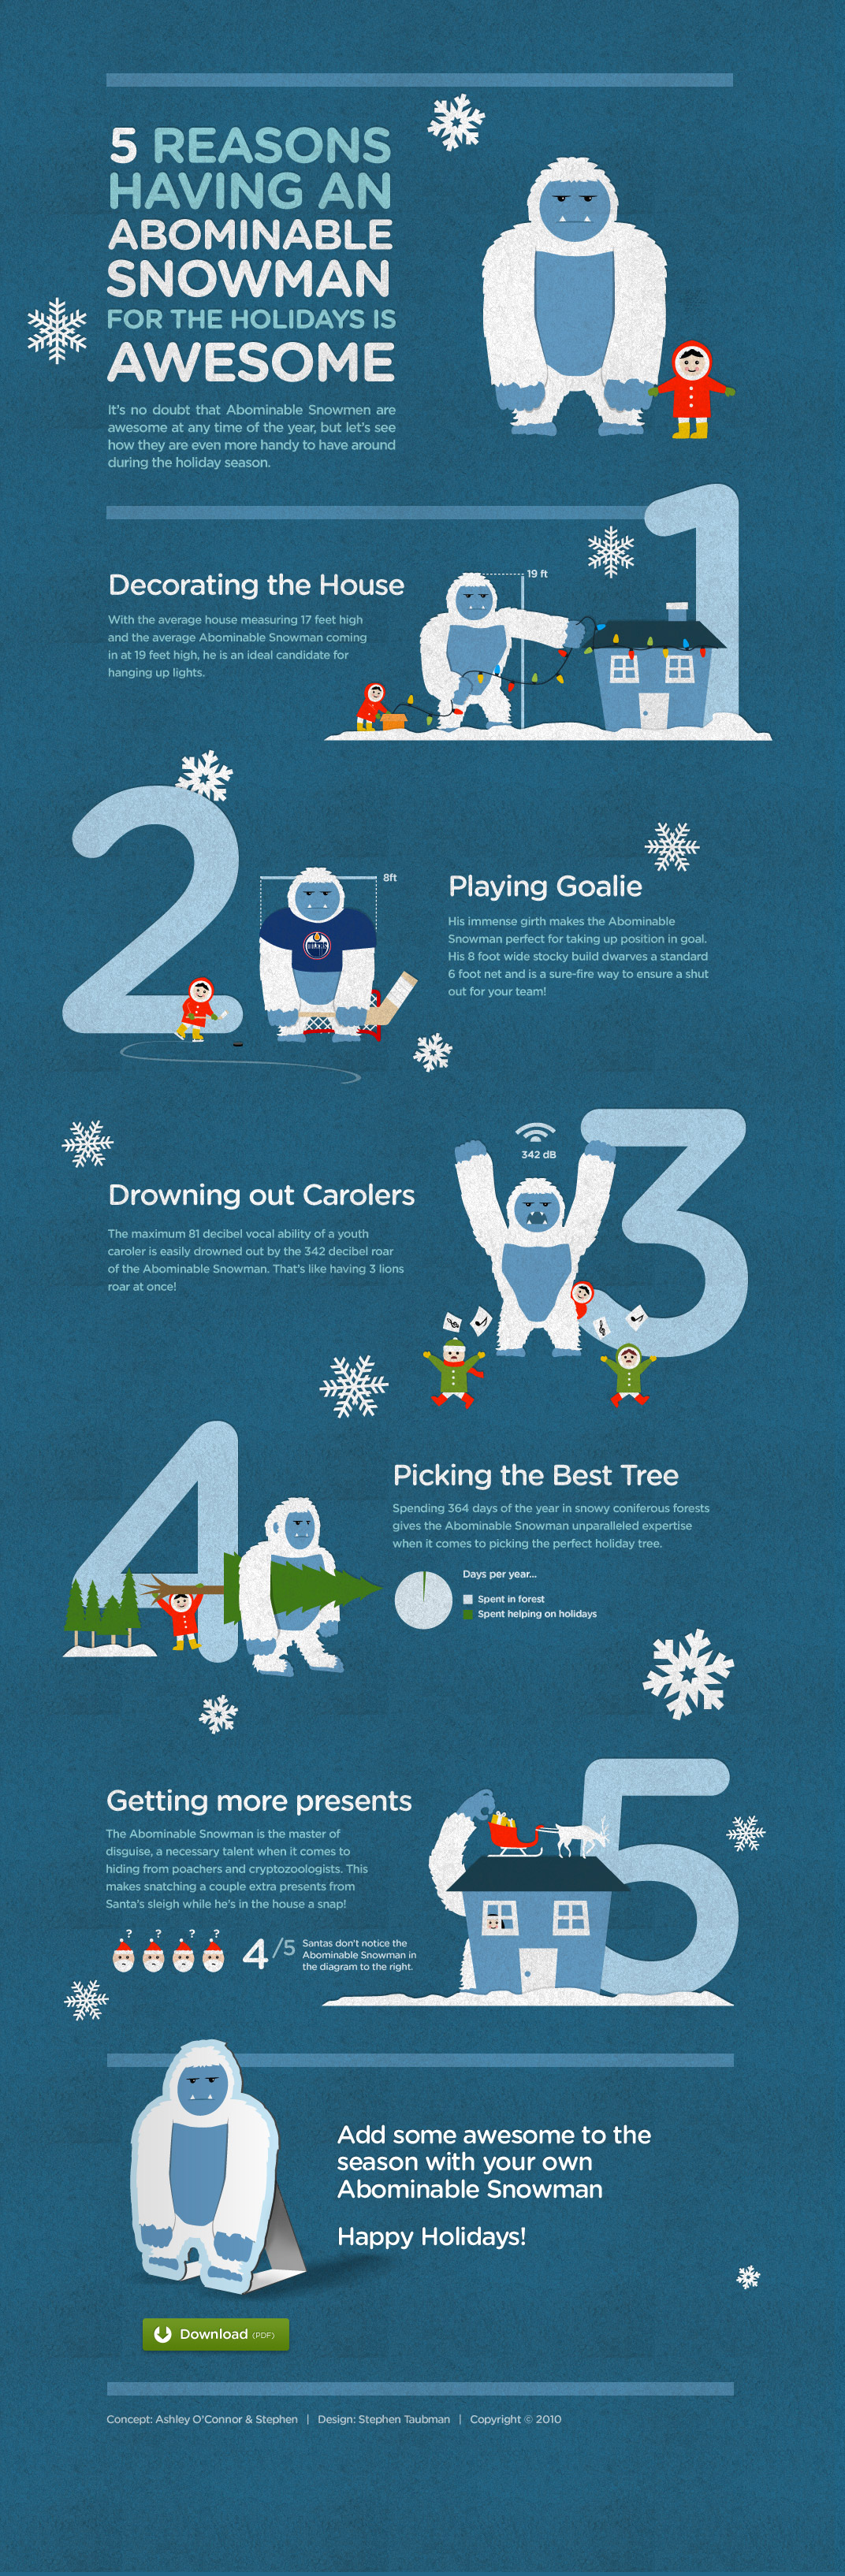 5 REASONS
HAVING AN
ABOMINABLE
SNOWMAN
FOR THE HOLIDAYS IS
AWESOME
It's no doubt that Abominable Snowmen are
awesome at any time of the year, but let's see
how they are even more handy to have around
during the holiday season.
1
Decorating the House
With the average house measuring 17 feet high
and the average Abominable Snowman coming
in at 19 feet high, he is an ideal candidate for
hanging up lights.
19 ft
2
8ft
OILERS
Playing Goalie
His immense girth makes the Abominable
Snowman perfect for taking up position in goal.
His 8 foot wide stocky build dwarves a standard
6 foot net and is a sure-fire way to ensure a shut
out for your team!
3
342 dB
Drowning out Carolers
The maximum 81 decibel vocal ability of a youth
caroler is easily drowned out by the 342 decibel roar
of the Abominable Snowman. That's like having 3 lions
roar at once!
4
Picking the Best Tree
Spending 364 days of the year in snowy coniferous forests
gives the Abominable Snowman unparalleled expertise
when it comes to picking the perfect holiday tree.
Days per year...
Spent in forest
Spent helping on holidays
5
Getting more presents
The Abominable Snowman is the master of
disguise, a necessary talent when it comes to
hiding from poachers and cryptozoologists. This
makes snatching a couple extra presents from
Santa's sleigh while he's in the house a snap!
? ? ? ?
4/5
Santas don't notice the
Abominable Snowman in
the diagram to the right.
Add some awesome to the
season with your own
Abominable Snowman
Happy Holidays!
Download (PDF)
Concept: Ashley O'Connor & Stephen | Design: Stephen Taubman | Copyright © 2010